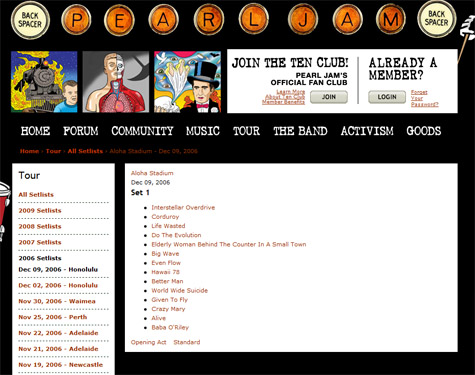 BACK SPACER PEARL JAM BACK SPACER
JOIN THE TEN CLUB!
PEARL JAM'S
OFFICIAL FAN CLUB
Learn More
About Ten Club
Member Benefits
JOIN
ALREADY A
MEMBER?
LOGIN
Forgot
Your
Password?
HOME FORUM COMMUNITY MUSIC TOUR THE BAND ACTIVISM GOODS
Home - Tour - All Setlists - Aloha Stadium - Dec 09, 2006
Tour
All Setlists
2009 Setlists
2008 Setlists
2007 Setlists
2006 Setlists
Dec 09, 2006 - Honolulu
Dec 02, 2006 - Honolulu
Nov 30, 2006 - Waimea
Nov 25, 2006 - Perth
Nov 22, 2006 - Adelaide
Nov 21, 2006 - Adelaide
Nov 19, 2006 - Newcastle
Aloha Stadium
Dec 09, 2006
Set 1
Interstellar Overdrive
Corduroy
Life Wasted
Do The Evolution
Elderly Woman Behind The Counter In A Small Town
Big Wave
Even Flow
Hawaii 78
Better Man
World Wide Suicide
Given To Fly
Crazy Mary
Alive
Baba O'Riley
Opening Act Standard